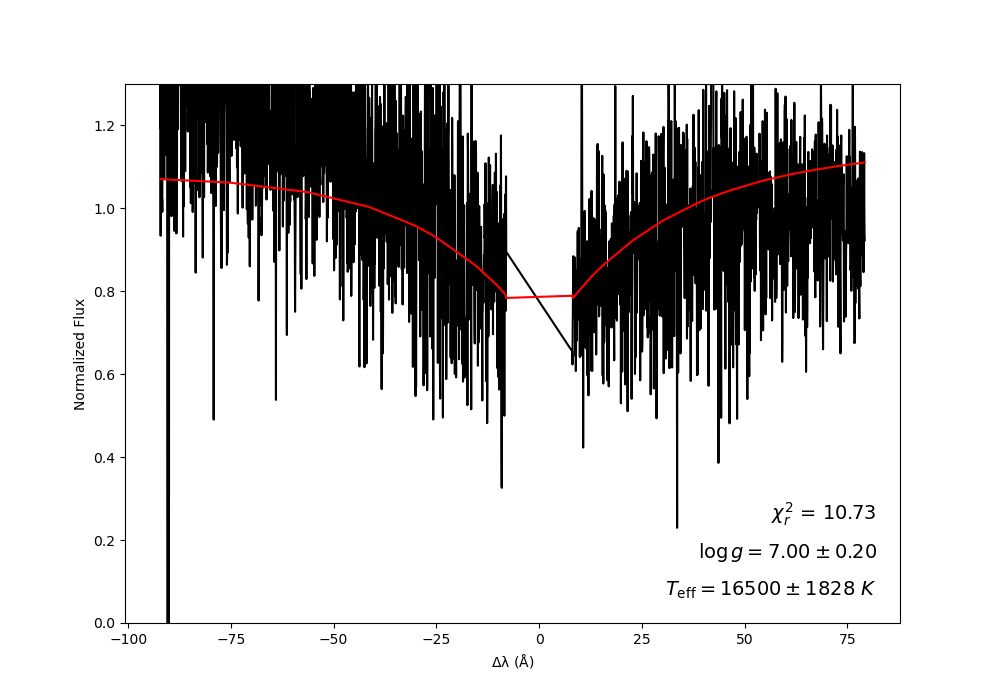 1.2
1.0
0.8
0.6
0.4
0.2
0.0
Normalized Flux
χ²ᵣ = 10.73
log g = 7.00 ± 0.20
T_eff = 16500 ± 1828 K
−100 −75 −50 −25 0 25 50 75
Δλ (Å)